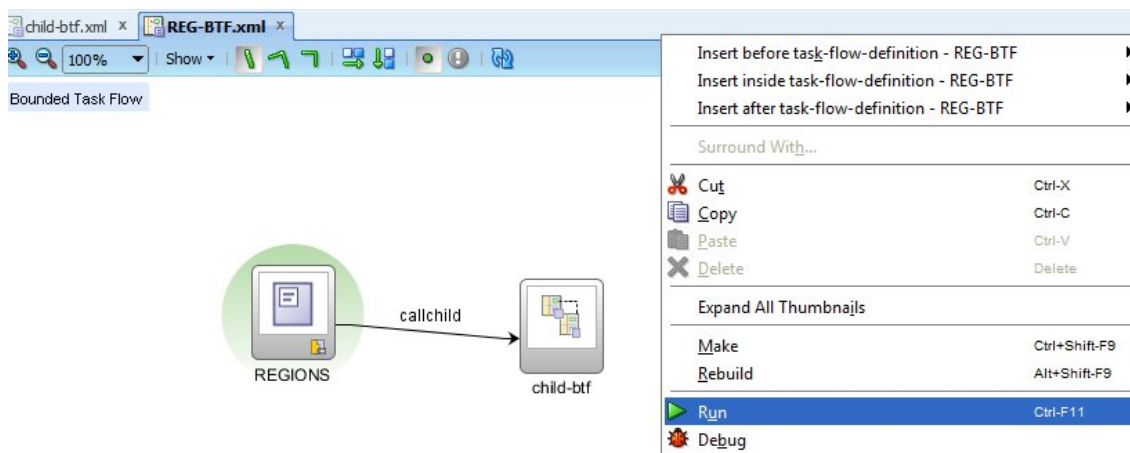 child-btf.xml x REG-BTF.xml x
100% Show
Bounded Task Flow
REGIONS
callchild
child-btf
Insert before task-flow-definition - REG-BTF
Insert inside task-flow-definition - REG-BTF
Insert after task-flow-definition - REG-BTF
Surround With...
Cut Ctrl-X
Copy Ctrl-C
Paste Ctrl-V
Delete Delete
Expand All Thumbnails
Make Ctrl+Shift-F9
Rebuild Alt+Shift-F9
Run Ctrl-F11
Debug